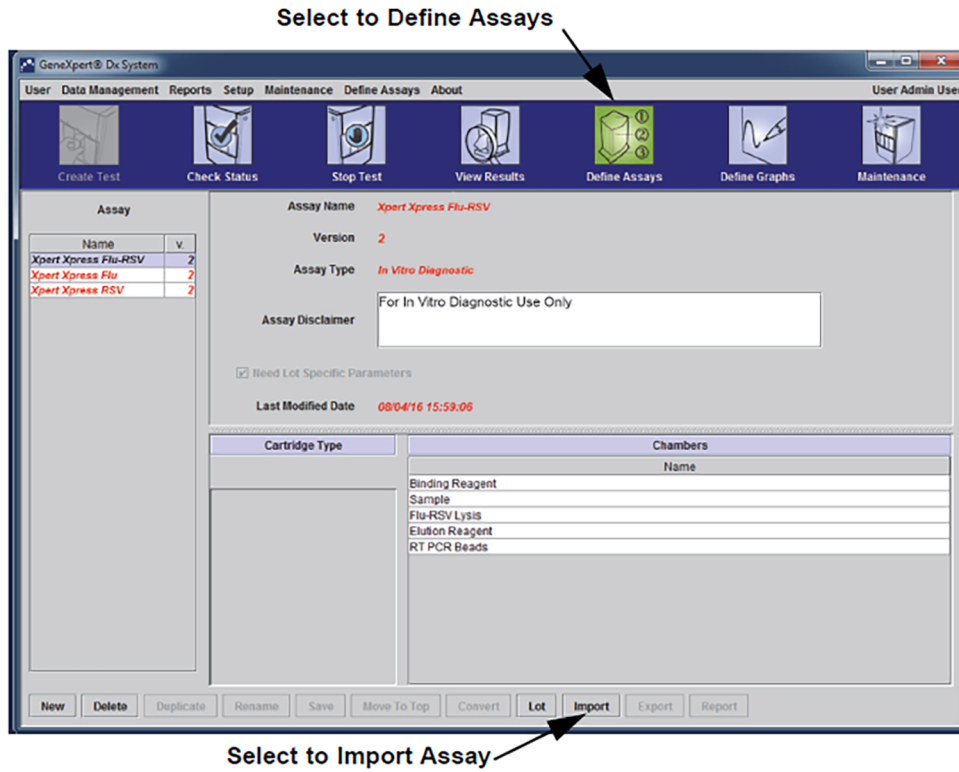 Select to Define Assays
GeneXpert® Dx System
User Data Management Reports Setup Maintenance Define Assays About User Admin User
Create Test Check Status Stop Test View Results Define Assays Define Graphs Maintenance
① ② ③
Assay
Name v.
Xpert Xpress Flu-RSV 2
Xpert Xpress Flu 2
Xpert Xpress RSV 2
Assay Name Xpert Xpress Flu-RSV
Version 2
Assay Type In Vitro Diagnostic
Assay Disclaimer For In Vitro Diagnostic Use Only
Need Lot Specific Parameters
Last Modified Date 08/04/16 15:59:06
Cartridge Type
Chambers
Name
Binding Reagent
Sample
Flu-RSV Lysis
Elution Reagent
RT PCR Beads
New Delete Duplicate Rename Save Move To Top Convert Lot Import Export Report
Select to Import Assay